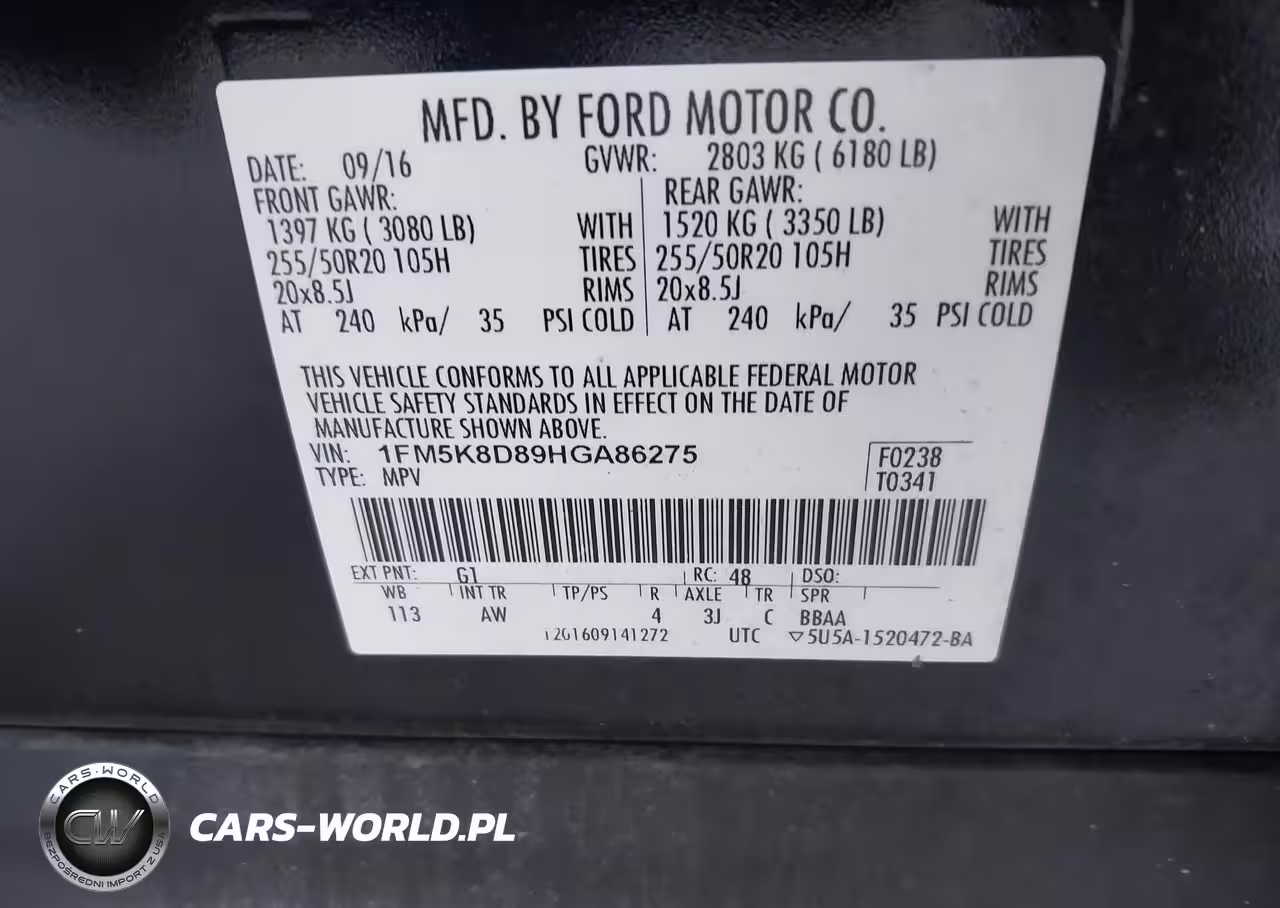 MFD. BY FORD MOTOR CO.
DATE: 09/16 GVWR: 2803 KG ( 6180 LB)
FRONT GAWR: REAR GAWR:
1397 KG ( 3080 LB) WITH 1520 KG ( 3350 LB) WITH
255/50R20 105H TIRES 255/50R20 105H TIRES
20x8.5J RIMS 20x8.5J RIMS
AT 240 kPa/ 35 PSI COLD AT 240 kPa/ 35 PSI COLD
THIS VEHICLE CONFORMS TO ALL APPLICABLE FEDERAL MOTOR
VEHICLE SAFETY STANDARDS IN EFFECT ON THE DATE OF
MANUFACTURE SHOWN ABOVE.
VIN: 1FM5K8D89HGA86275 F0238
TYPE: MPV T0341
EXT PNT: G1 RC: 48 DSO:
WB INT TR TP/PS R AXLE TR SPR
113 AW 4 3J C BBAA
UTC ▽5U5A-1520472-BA
CARS-WORLD
CW
BEZPOŚREDNI IMPORT Z USA
CARS-WORLD.PL